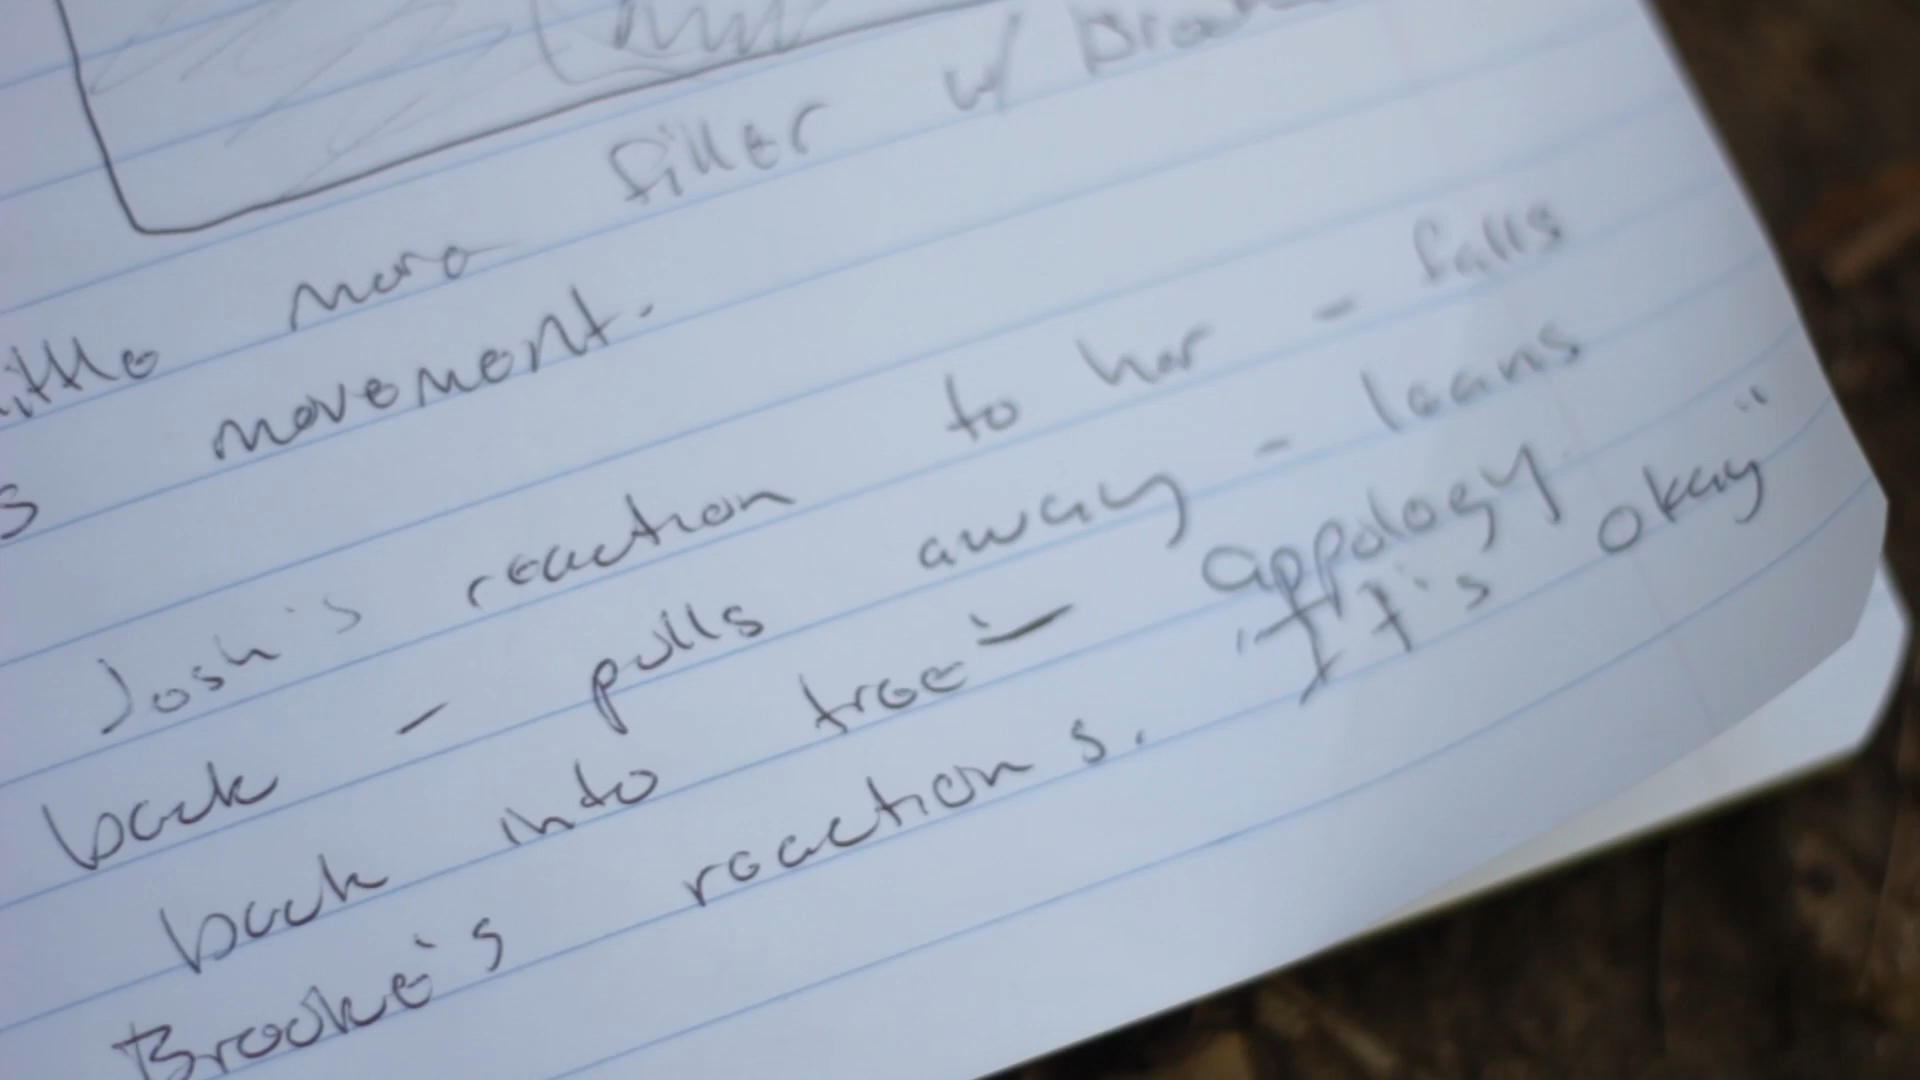 little more filler w/
s movement.
Josh's reaction to her - falls
back - pulls away - leans
back into tree - appology.
Brooke's reactions. "It's okay"